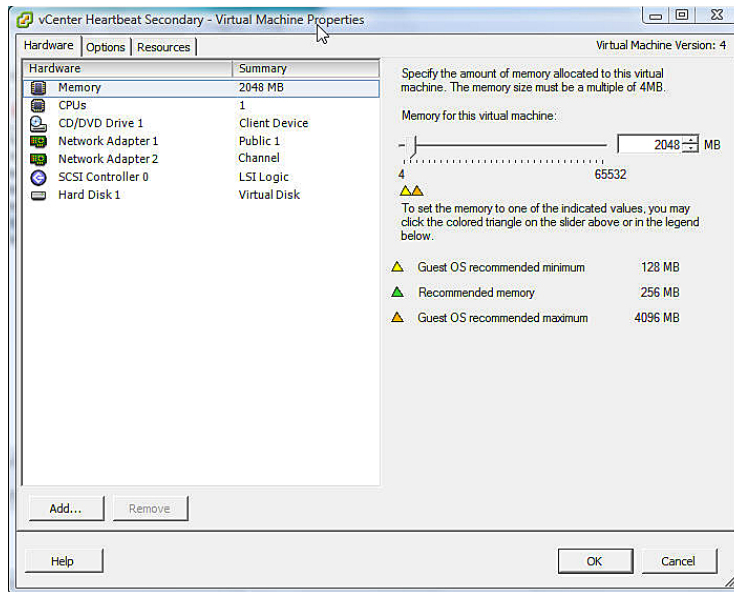 vCenter Heartbeat Secondary - Virtual Machine Properties
Hardware Options Resources
Virtual Machine Version: 4
Hardware Summary
Memory 2048 MB
CPUs 1
CD/DVD Drive 1 Client Device
Network Adapter 1 Public 1
Network Adapter 2 Channel
SCSI Controller 0 LSI Logic
Hard Disk 1 Virtual Disk
Add... Remove
Specify the amount of memory allocated to this virtual
machine. The memory size must be a multiple of 4MB.
Memory for this virtual machine:
2048 MB
4 65532
To set the memory to one of the indicated values, you may
click the colored triangle on the slider above or in the legend
below.
Guest OS recommended minimum 128 MB
Recommended memory 256 MB
Guest OS recommended maximum 4096 MB
Help OK Cancel